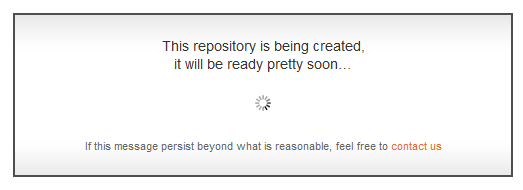 This repository is being created,
it will be ready pretty soon...
If this message persist beyond what is reasonable, feel free to contact us